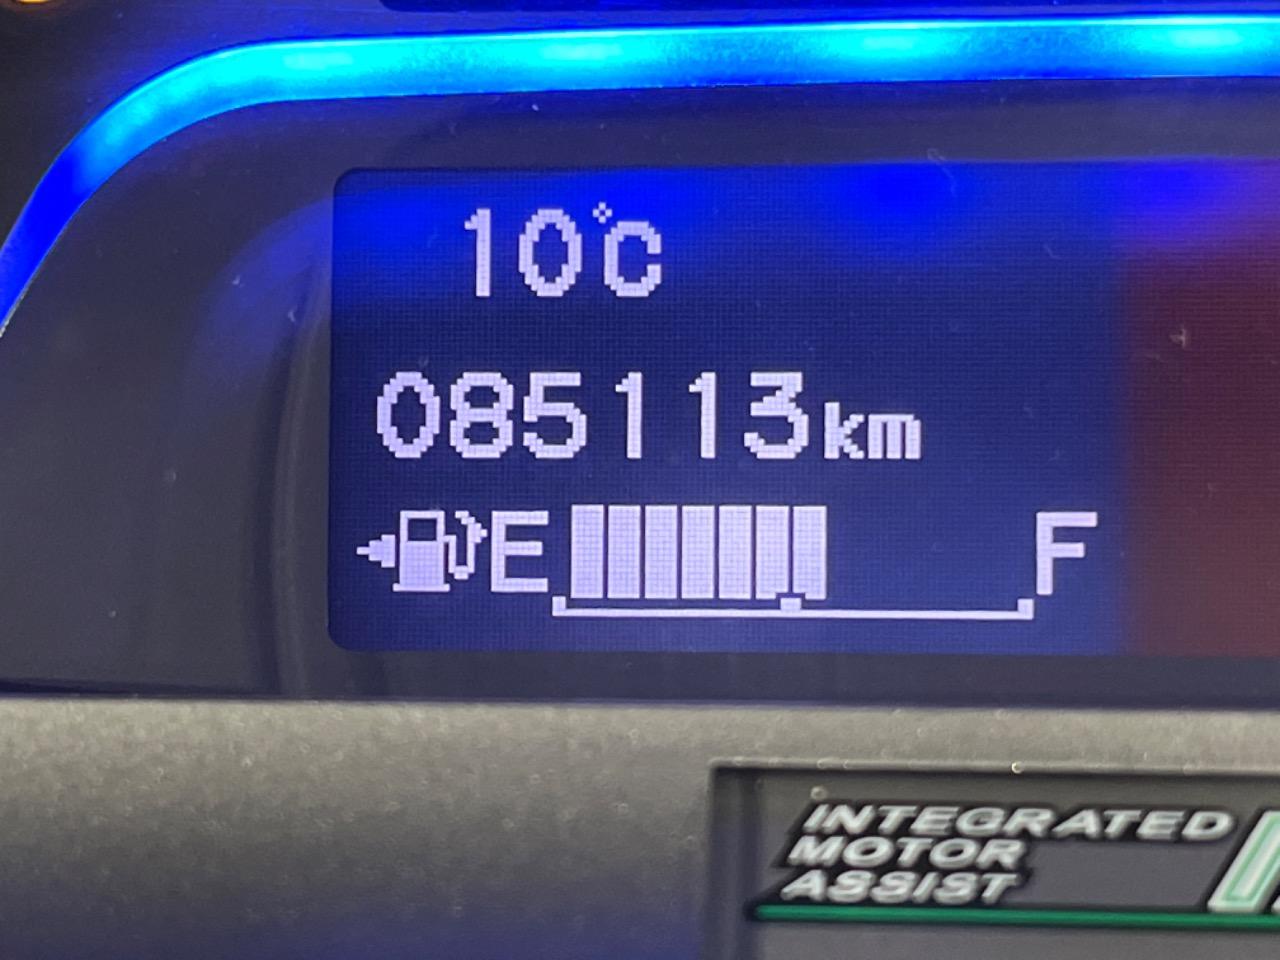 10°C
085113km
E F
INTEGRATED
MOTOR
ASSIST